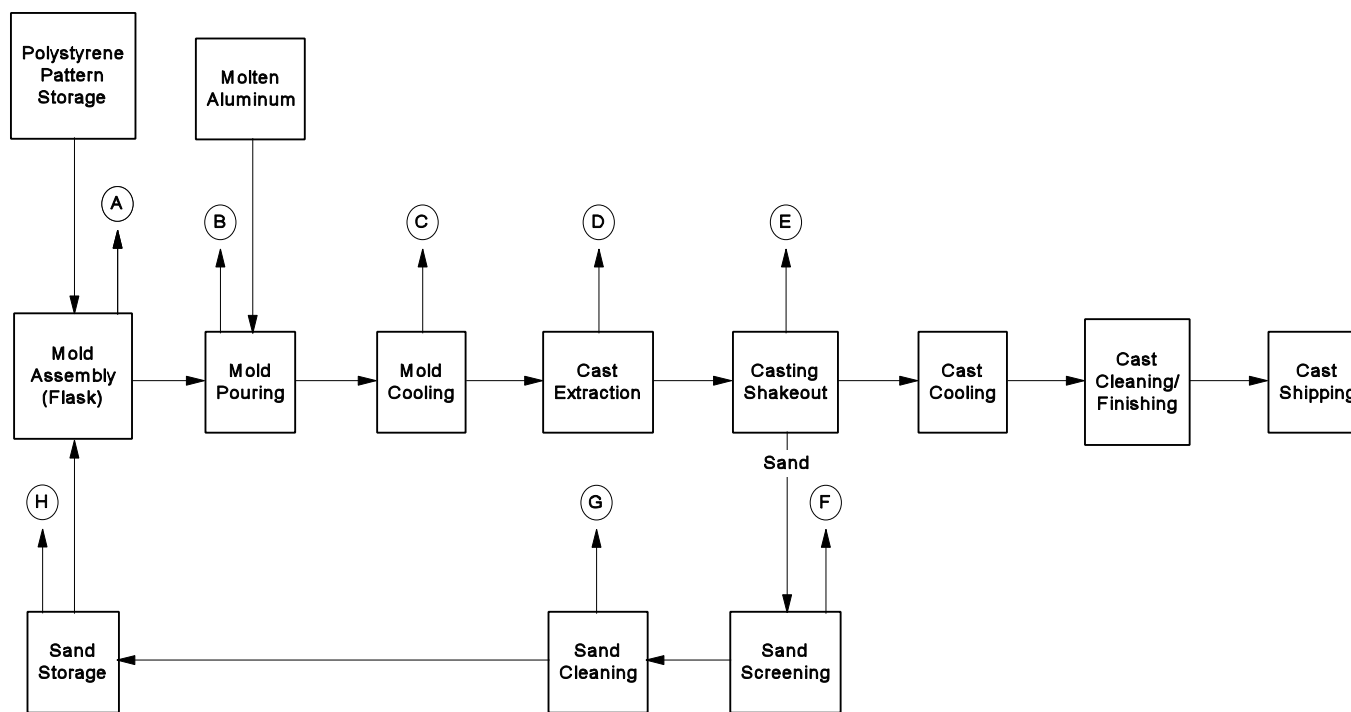 Polystyrene
Pattern
Storage
Molten
Aluminum
A
B
C
D
E
Mold
Assembly
(Flask)
Mold
Pouring
Mold
Cooling
Cast
Extraction
Casting
Shakeout
Cast
Cooling
Cast
Cleaning/
Finishing
Cast
Shipping
Sand
H
G
F
Sand
Storage
Sand
Cleaning
Sand
Screening